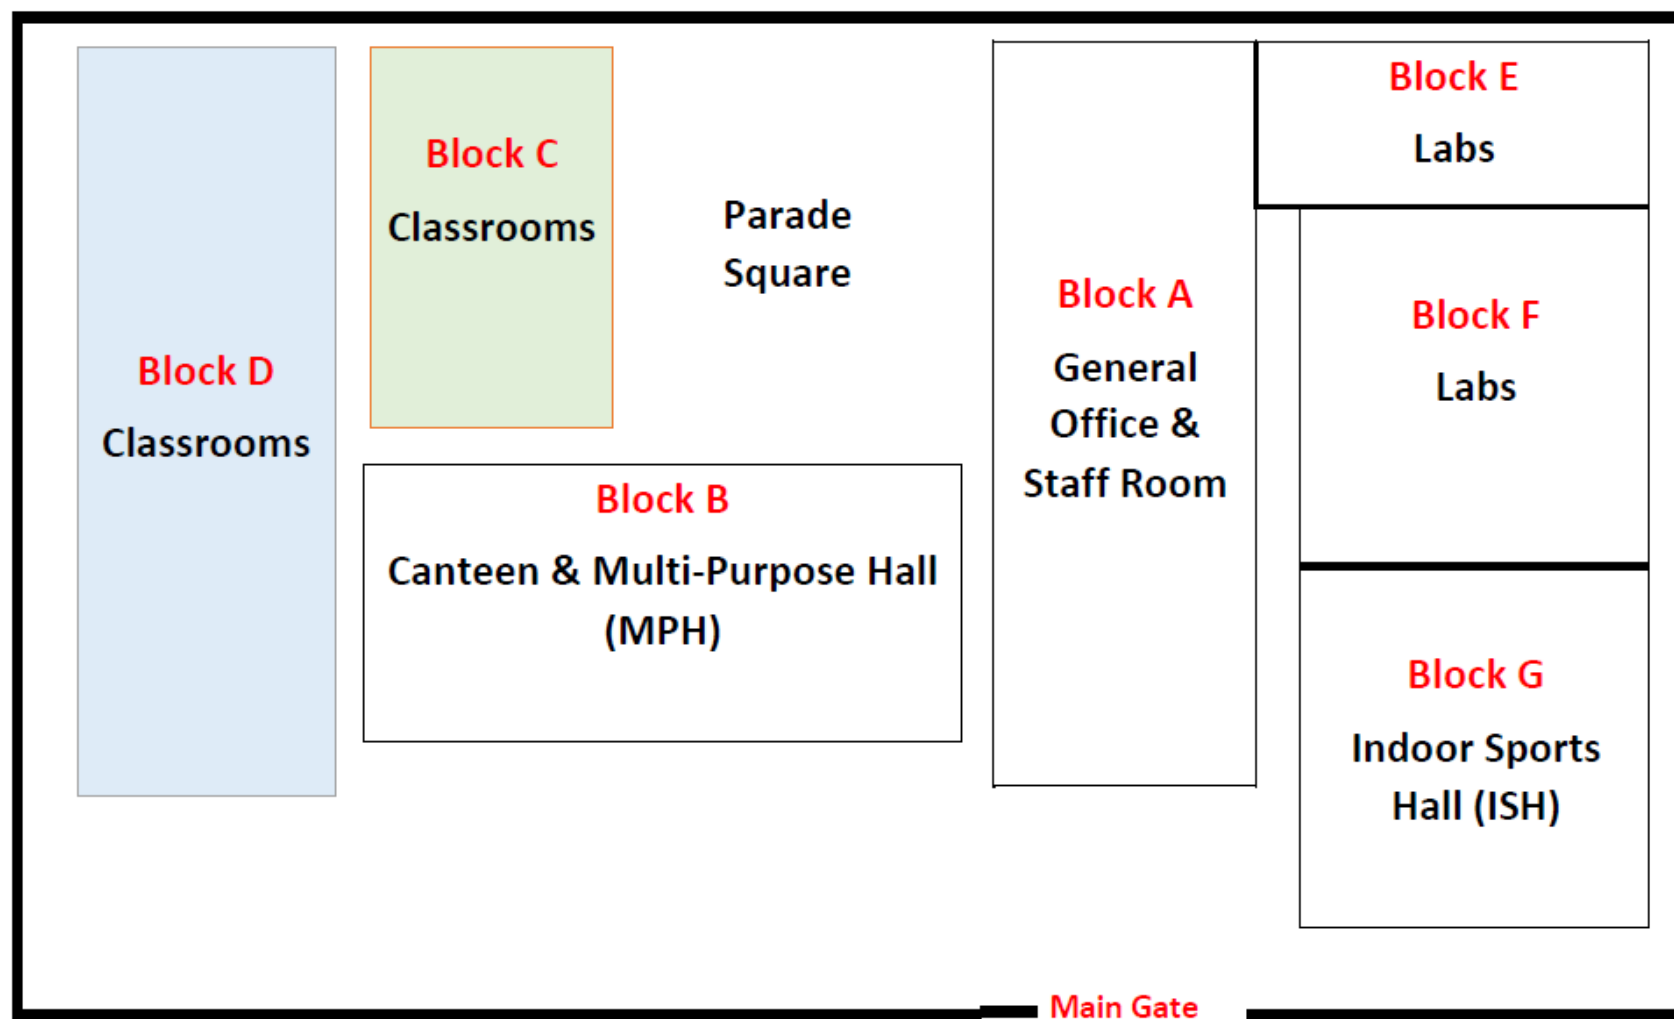 Block D
Classrooms
Block C
Classrooms
Parade
Square
Block B
Canteen & Multi-Purpose Hall
(MPH)
Block A
General
Office &
Staff Room
Block E
Labs
Block F
Labs
Block G
Indoor Sports
Hall (ISH)
Main Gate